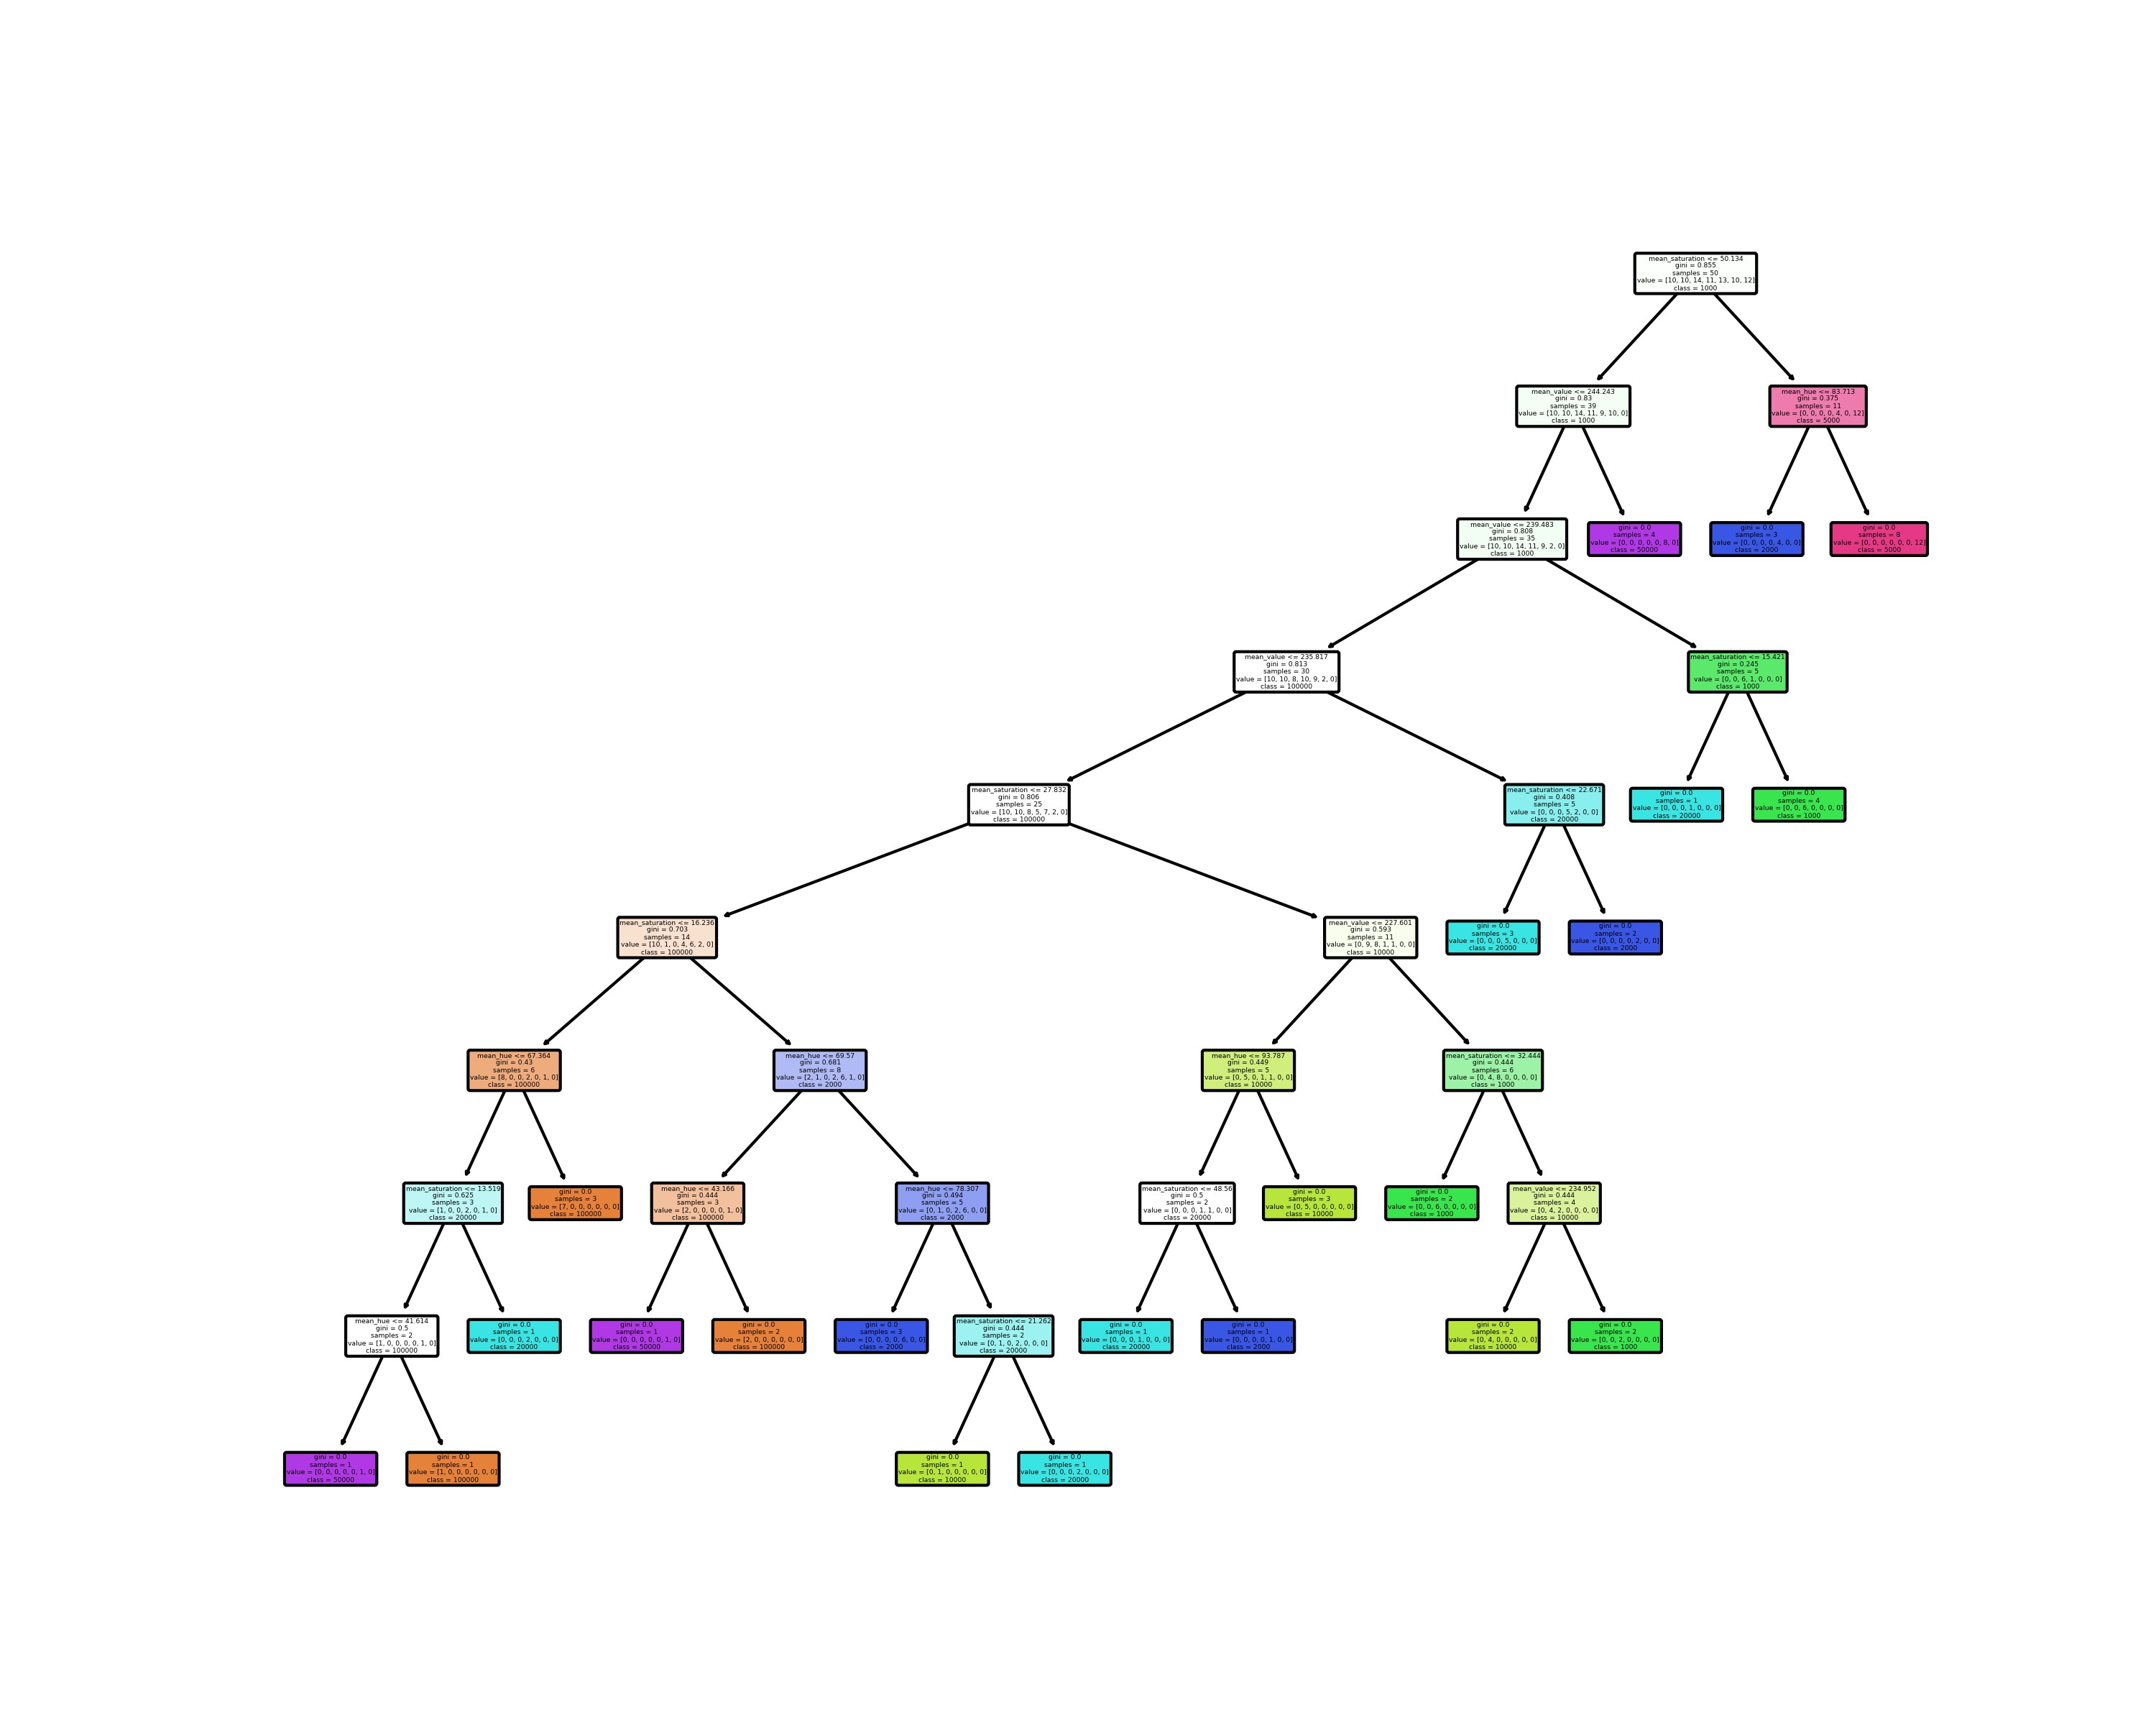 mean_saturation <= 50.134
gini = 0.855
samples = 50
value = [10, 10, 14, 11, 13, 10, 12]
class = 1000
mean_value <= 244.243
gini = 0.83
samples = 39
value = [10, 10, 14, 11, 9, 10, 0]
class = 1000
mean_hue <= 83.713
gini = 0.375
samples = 11
value = [0, 0, 0, 0, 4, 0, 12]
class = 5000
mean_value <= 239.483
gini = 0.808
samples = 35
value = [10, 10, 14, 11, 9, 2, 0]
class = 1000
gini = 0.0
samples = 4
value = [0, 0, 0, 0, 0, 8, 0]
class = 50000
gini = 0.0
samples = 3
value = [0, 0, 0, 0, 4, 0, 0]
class = 2000
gini = 0.0
samples = 8
value = [0, 0, 0, 0, 0, 0, 12]
class = 5000
mean_value <= 235.817
gini = 0.813
samples = 30
value = [10, 10, 8, 10, 9, 2, 0]
class = 100000
mean_saturation <= 15.421
gini = 0.245
samples = 5
value = [0, 0, 6, 1, 0, 0, 0]
class = 1000
mean_saturation <= 27.832
gini = 0.806
samples = 25
value = [10, 10, 8, 5, 7, 2, 0]
class = 100000
mean_saturation <= 22.671
gini = 0.408
samples = 5
value = [0, 0, 0, 5, 2, 0, 0]
class = 20000
gini = 0.0
samples = 1
value = [0, 0, 0, 1, 0, 0, 0]
class = 20000
gini = 0.0
samples = 4
value = [0, 0, 6, 0, 0, 0, 0]
class = 1000
mean_saturation <= 16.236
gini = 0.703
samples = 14
value = [10, 1, 0, 4, 6, 2, 0]
class = 100000
mean_value <= 227.601
gini = 0.593
samples = 11
value = [0, 9, 8, 1, 1, 0, 0]
class = 10000
gini = 0.0
samples = 3
value = [0, 0, 0, 5, 0, 0, 0]
class = 20000
gini = 0.0
samples = 2
value = [0, 0, 0, 0, 2, 0, 0]
class = 2000
mean_hue <= 67.364
gini = 0.43
samples = 6
value = [8, 0, 0, 2, 0, 1, 0]
class = 100000
mean_hue <= 69.57
gini = 0.681
samples = 8
value = [2, 1, 0, 2, 6, 1, 0]
class = 2000
mean_hue <= 93.787
gini = 0.449
samples = 5
value = [0, 5, 0, 1, 1, 0, 0]
class = 10000
mean_saturation <= 32.444
gini = 0.444
samples = 6
value = [0, 4, 8, 0, 0, 0, 0]
class = 1000
mean_saturation <= 13.519
gini = 0.625
samples = 3
value = [1, 0, 0, 2, 0, 1, 0]
class = 20000
gini = 0.0
samples = 3
value = [7, 0, 0, 0, 0, 0, 0]
class = 100000
mean_hue <= 43.166
gini = 0.444
samples = 3
value = [2, 0, 0, 0, 0, 1, 0]
class = 100000
mean_hue <= 78.307
gini = 0.494
samples = 5
value = [0, 1, 0, 2, 6, 0, 0]
class = 2000
mean_saturation <= 48.56
gini = 0.5
samples = 2
value = [0, 0, 0, 1, 1, 0, 0]
class = 20000
gini = 0.0
samples = 3
value = [0, 5, 0, 0, 0, 0, 0]
class = 10000
gini = 0.0
samples = 2
value = [0, 0, 6, 0, 0, 0, 0]
class = 1000
mean_value <= 234.952
gini = 0.444
samples = 4
value = [0, 4, 2, 0, 0, 0, 0]
class = 10000
mean_hue <= 41.614
gini = 0.5
samples = 2
value = [1, 0, 0, 0, 0, 1, 0]
class = 100000
gini = 0.0
samples = 1
value = [0, 0, 0, 2, 0, 0, 0]
class = 20000
gini = 0.0
samples = 1
value = [0, 0, 0, 0, 0, 1, 0]
class = 50000
gini = 0.0
samples = 2
value = [2, 0, 0, 0, 0, 0, 0]
class = 100000
gini = 0.0
samples = 3
value = [0, 0, 0, 0, 6, 0, 0]
class = 2000
mean_saturation <= 21.262
gini = 0.444
samples = 2
value = [0, 1, 0, 2, 0, 0, 0]
class = 20000
gini = 0.0
samples = 1
value = [0, 0, 0, 1, 0, 0, 0]
class = 20000
gini = 0.0
samples = 1
value = [0, 0, 0, 0, 1, 0, 0]
class = 2000
gini = 0.0
samples = 2
value = [0, 4, 0, 0, 0, 0, 0]
class = 10000
gini = 0.0
samples = 2
value = [0, 0, 2, 0, 0, 0, 0]
class = 1000
gini = 0.0
samples = 1
value = [0, 0, 0, 0, 0, 1, 0]
class = 50000
gini = 0.0
samples = 1
value = [1, 0, 0, 0, 0, 0, 0]
class = 100000
gini = 0.0
samples = 1
value = [0, 1, 0, 0, 0, 0, 0]
class = 10000
gini = 0.0
samples = 1
value = [0, 0, 0, 2, 0, 0, 0]
class = 20000